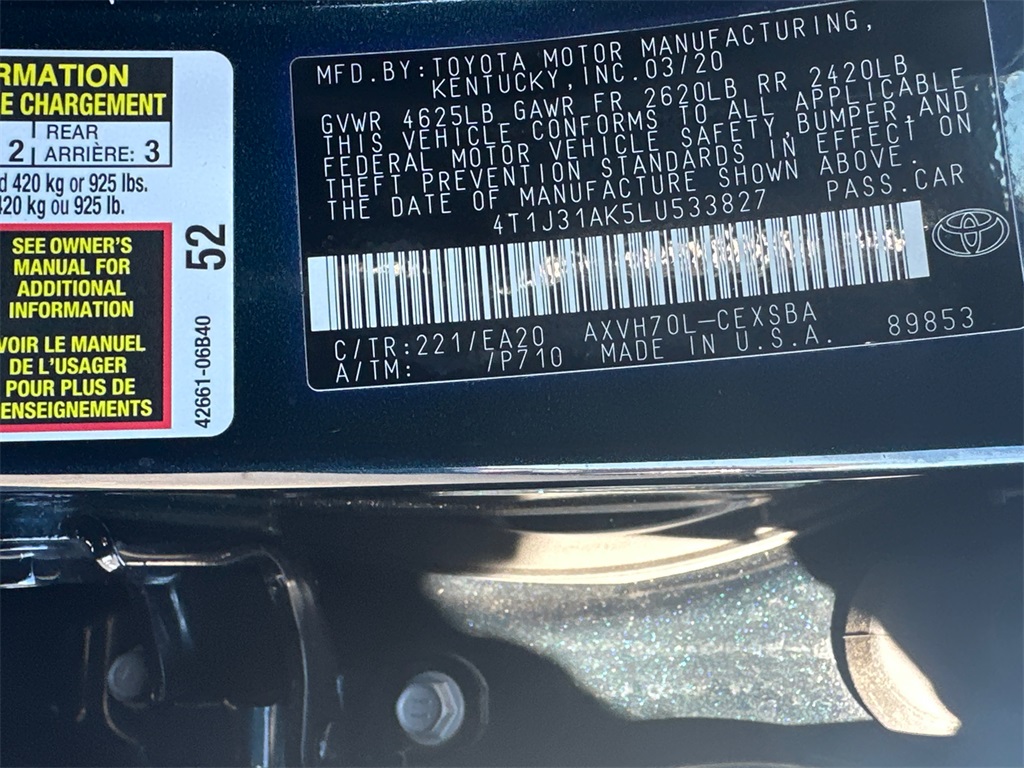 RMATION
E CHARGEMENT
2 REAR
ARRIÈRE: 3
d 420 kg or 925 lbs.
420 kg ou 925 lb.
SEE OWNER'S
MANUAL FOR
ADDITIONAL
INFORMATION
VOIR LE MANUEL
DE L'USAGER
POUR PLUS DE
ENSEIGNEMENTS
52
42661-06B40
MFD.BY:TOYOTA MOTOR MANUFACTURING,
KENTUCKY,INC.03/20
GVWR 4625LB GAWR FR 2620LB RR 2420LB
THIS VEHICLE CONFORMS TO ALL APPLICABLE
FEDERAL MOTOR VEHICLE SAFETY,BUMPER,AND
THEFT PREVENTION STANDARDS IN EFFECT ON
THE DATE OF MANUFACTURE SHOWN ABOVE.
4T1J31AK5LU533827 PASS.CAR
C/TR:221/EA20 AXVH70L-CEXSBA 89853
A/TM: /P710 MADE IN U.S.A.